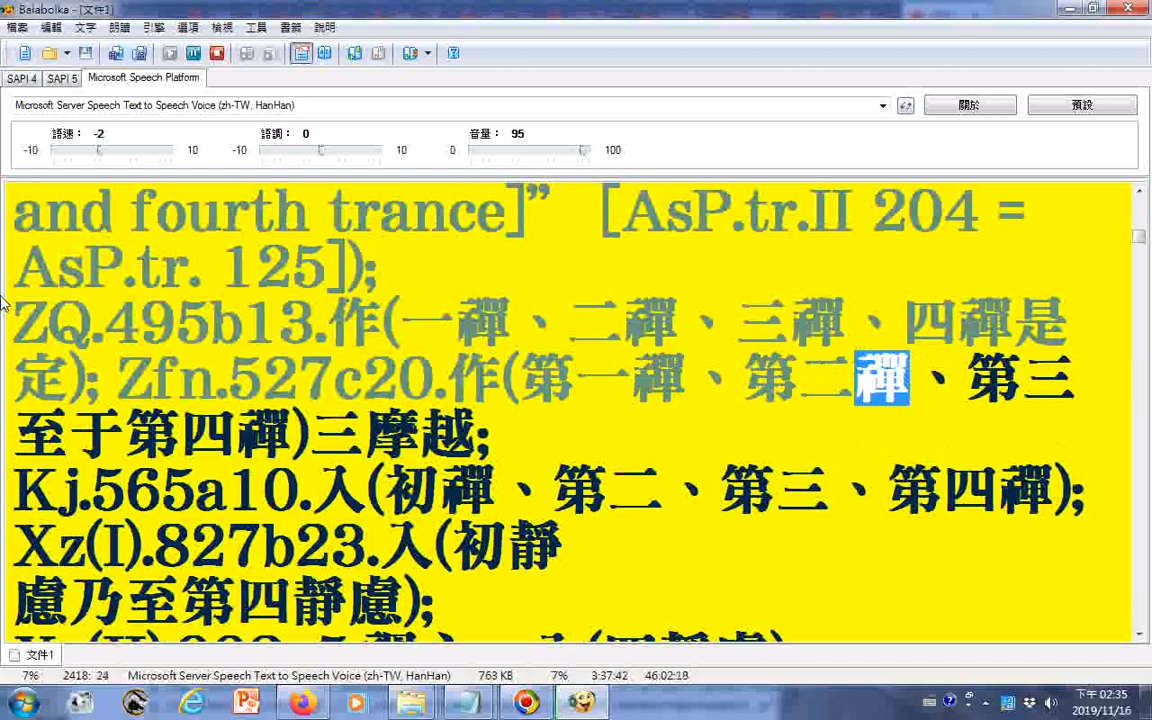 Balabolka - [文件1]
檔案 編輯 文字 朗讀 引擎 選項 檢視 工具 書籤 說明
SAPI 4 SAPI 5 Microsoft Speech Platform
Microsoft Server Speech Text to Speech Voice (zh-TW, HanHan) 關於 預設
語速： -2 語調： 0 音量： 95
-10 10 -10 10 0 100
and fourth trance]” [AsP.tr.II 204 =
AsP.tr. 125]);
ZQ.495b13.作(一禪、二禪、三禪、四禪是
定); Zfn.527c20.作(第一禪、第二禪、第三
至于第四禪)三摩越;
Kj.565a10.入(初禪、第二、第三、第四禪);
Xz(I).827b23.入(初靜
慮乃至第四靜慮);
文件1
7% 2418: 24 Microsoft Server Speech Text to Speech Voice (zh-TW, HanHan) 763 KB 7% 3:37:42 46:02:18
下午 02:35
2019/11/16